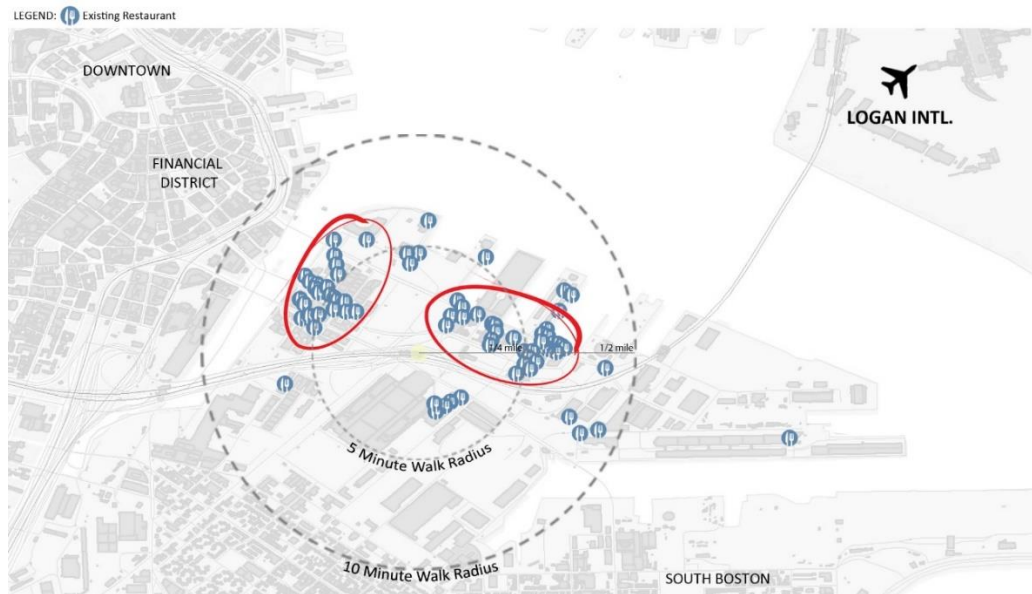 LEGEND: Existing Restaurant
DOWNTOWN
LOGAN INTL.
FINANCIAL
DISTRICT
1/4 mile
1/2 mile
5 Minute Walk Radius
10 Minute Walk Radius
SOUTH BOSTON